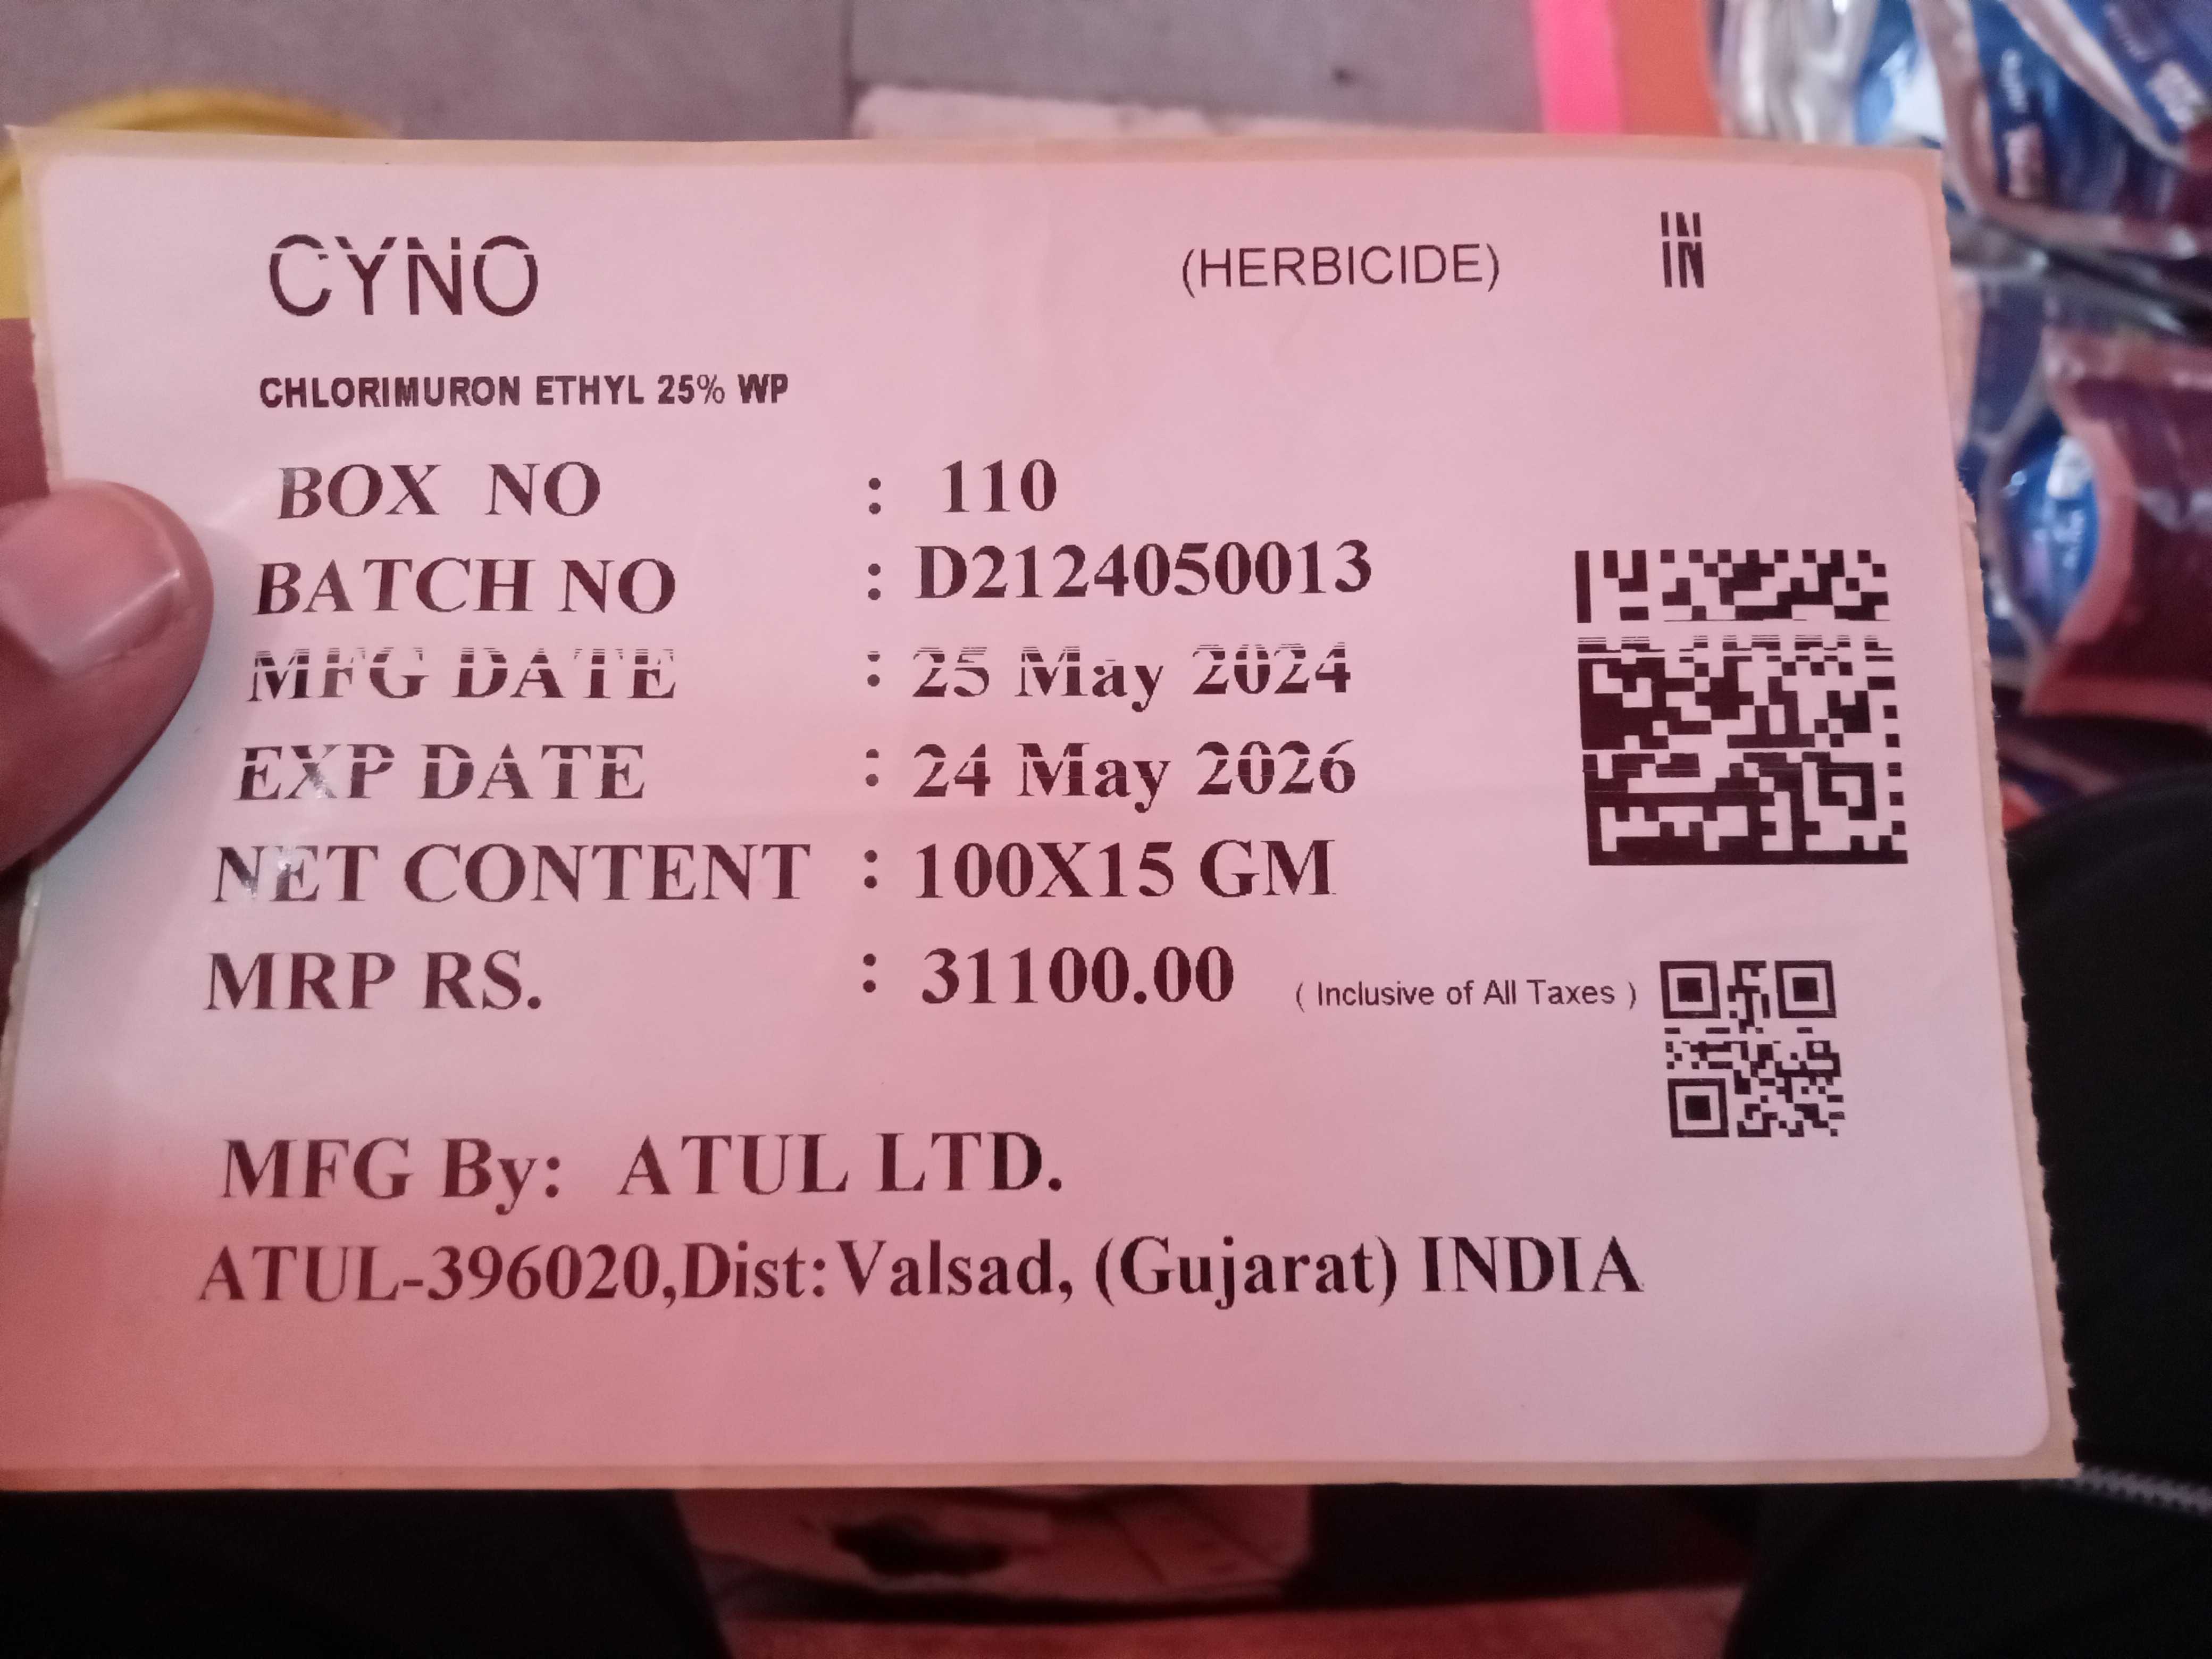 CYNO (HERBICIDE) IN
CHLORIMURON ETHYL 25% WP
BOX NO : 110
BATCH NO : D2124050013
MFG DATE : 25 May 2024
EXP DATE : 24 May 2026
NET CONTENT : 100X15 GM
MRP RS. : 31100.00 ( Inclusive of All Taxes )
MFG By: ATUL LTD.
ATUL-396020,Dist:Valsad, (Gujarat) INDIA